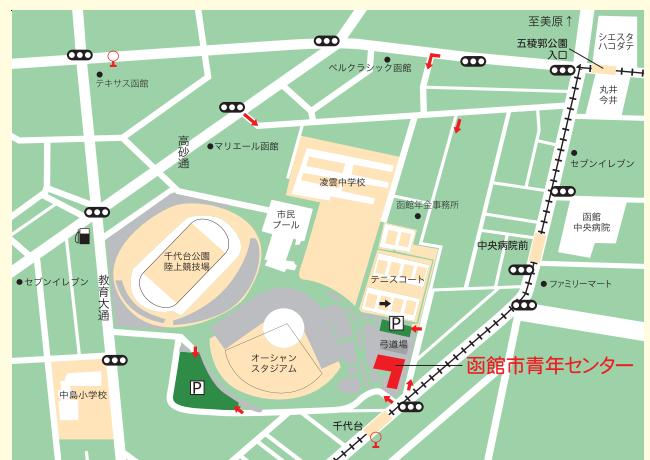 至美原↑
シエスタ
ハコダテ
五稜郭公園
入口
ベルクラシック函館
テキサス函館
丸井
今井
高砂通
マリエール函館
セブンイレブン
凌雲中学校
函館年金事務所
市民
プール
函館
中央病院
中央病院前
千代台公園
陸上競技場
テニスコート
セブンイレブン
教育大通
ファミリーマート
P
弓道場
オーシャン
スタジアム
函館市青年センター
P
中島小学校
千代台